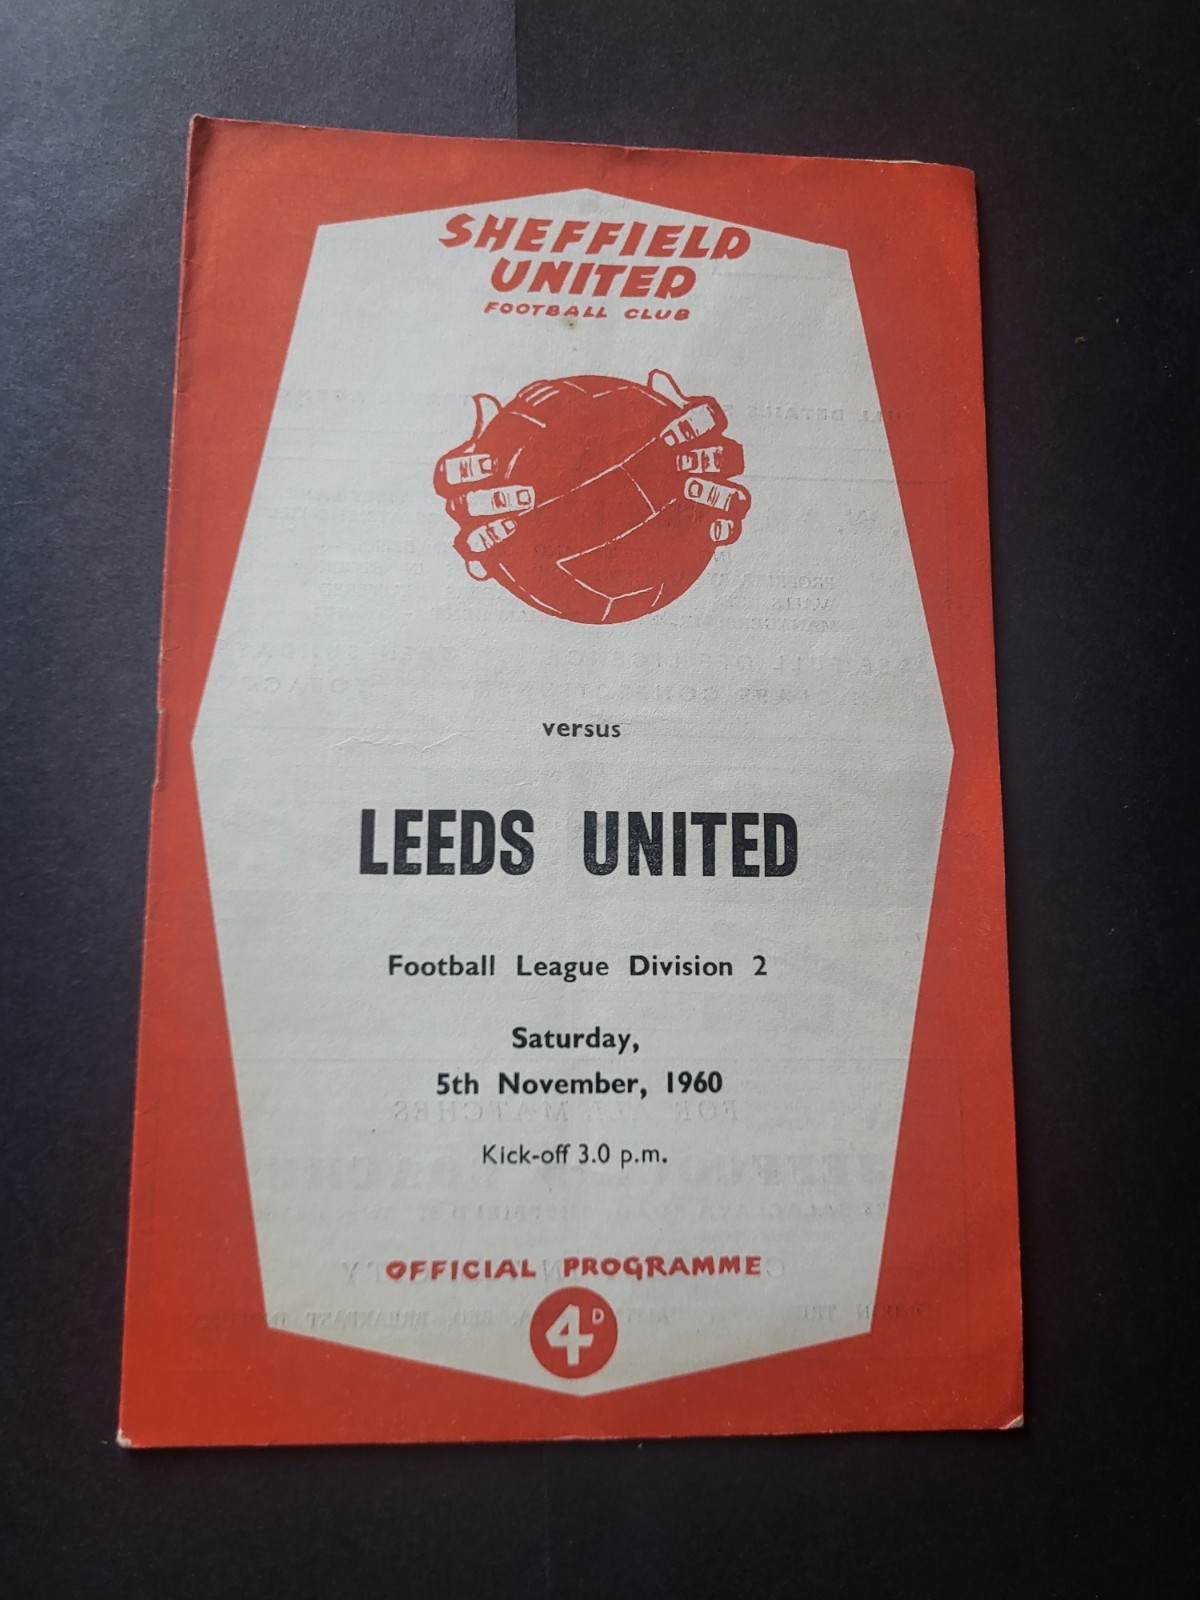 SHEFFIELD
UNITED
FOOTBALL CLUB
versus
LEEDS UNITED
Football League Division 2
Saturday,
5th November, 1960
Kick-off 3.0 p.m.
OFFICIAL PROGRAMME
4D